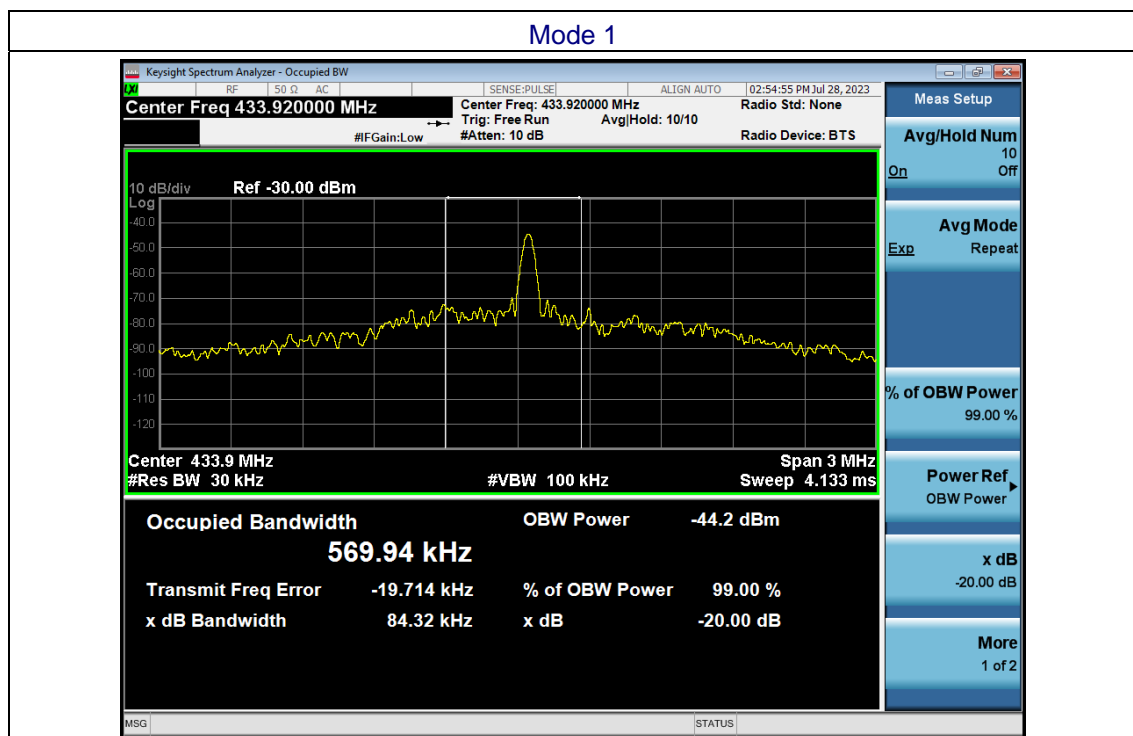 Mode 1
Keysight Spectrum Analyzer - Occupied BW
LXI RF 50 Ω AC SENSE:PULSE ALIGN AUTO 02:54:55 PM Jul 28, 2023
Center Freq 433.920000 MHz
Center Freq: 433.920000 MHz Radio Std: None
Trig: Free Run Avg|Hold: 10/10
#IFGain:Low #Atten: 10 dB Radio Device: BTS
10 dB/div Ref -30.00 dBm
Log
-40.0
-50.0
-60.0
-70.0
-80.0
-90.0
-100
-110
-120
Center 433.9 MHz Span 3 MHz
#Res BW 30 kHz #VBW 100 kHz Sweep 4.133 ms
Occupied Bandwidth OBW Power -44.2 dBm
569.94 kHz
Transmit Freq Error -19.714 kHz % of OBW Power 99.00 %
x dB Bandwidth 84.32 kHz x dB -20.00 dB
MSG STATUS
Meas Setup
Avg/Hold Num
10
On Off
Avg Mode
Exp Repeat
% of OBW Power
99.00 %
Power Ref
OBW Power
x dB
-20.00 dB
More
1 of 2